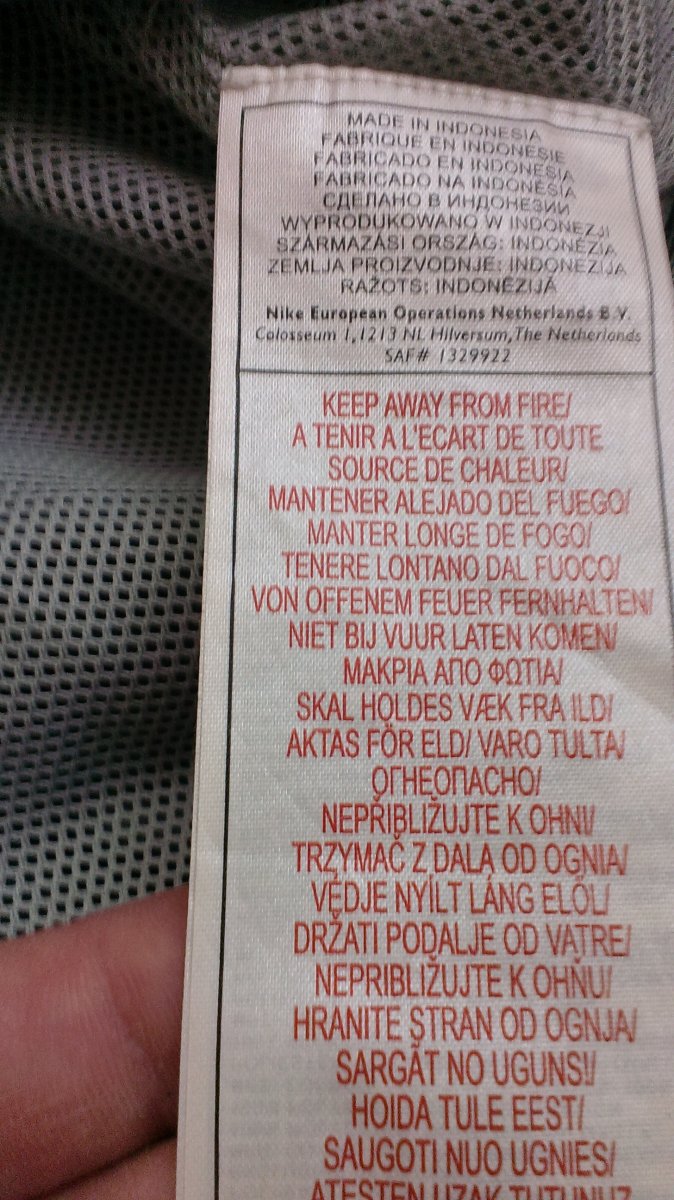 MADE IN INDONESIA
FABRIQUE EN INDONESIE
FABRICADO EN INDONESIA
FABRICADO NA INDONÉSIA
СДЕЛАНО В ИНДОНЕЗИИ
WYPRODUKOWANO W INDONEZJI
SZÁRMAZÁSI ORSZÁG: INDONÉZIA
ZEMLJA PROIZVODNJE: INDONEZIJA
RAŽOTS: INDONĒZIJĀ
Nike European Operations Netherlands B.V.
Colosseum 1,1213 NL Hilversum,The Netherlands
SAF# 1329922
KEEP AWAY FROM FIRE/
A TENIR A L'ECART DE TOUTE
SOURCE DE CHALEUR/
MANTENER ALEJADO DEL FUEGO/
MANTER LONGE DE FOGO/
TENERE LONTANO DAL FUOCO/
VON OFFENEM FEUER FERNHALTEN/
NIET BIJ VUUR LATEN KOMEN/
ΜΑΚΡΙΑ ΑΠΟ ΦΩΤΙΑ/
SKAL HOLDES VÆK FRA ILD/
AKTAS FÖR ELD/ VARO TULTA/
ОГНЕОПАСНО/
NEPŘIBLIŽUJTE K OHNI/
TRZYMAĆ Z DALA OD OGNIA/
VÉDJE NYÍLT LÁNG ELŐL/
DRŽATI PODALJE OD VATRE/
NEPRIBLIŽUJTE K OHŇU/
HRANITE STRAN OD OGNJA/
SARGĀT NO UGUNS!/
HOIDA TULE EEST/
SAUGOTI NUO UGNIES/
ATEŞTEN UZAK TUTUNUZ